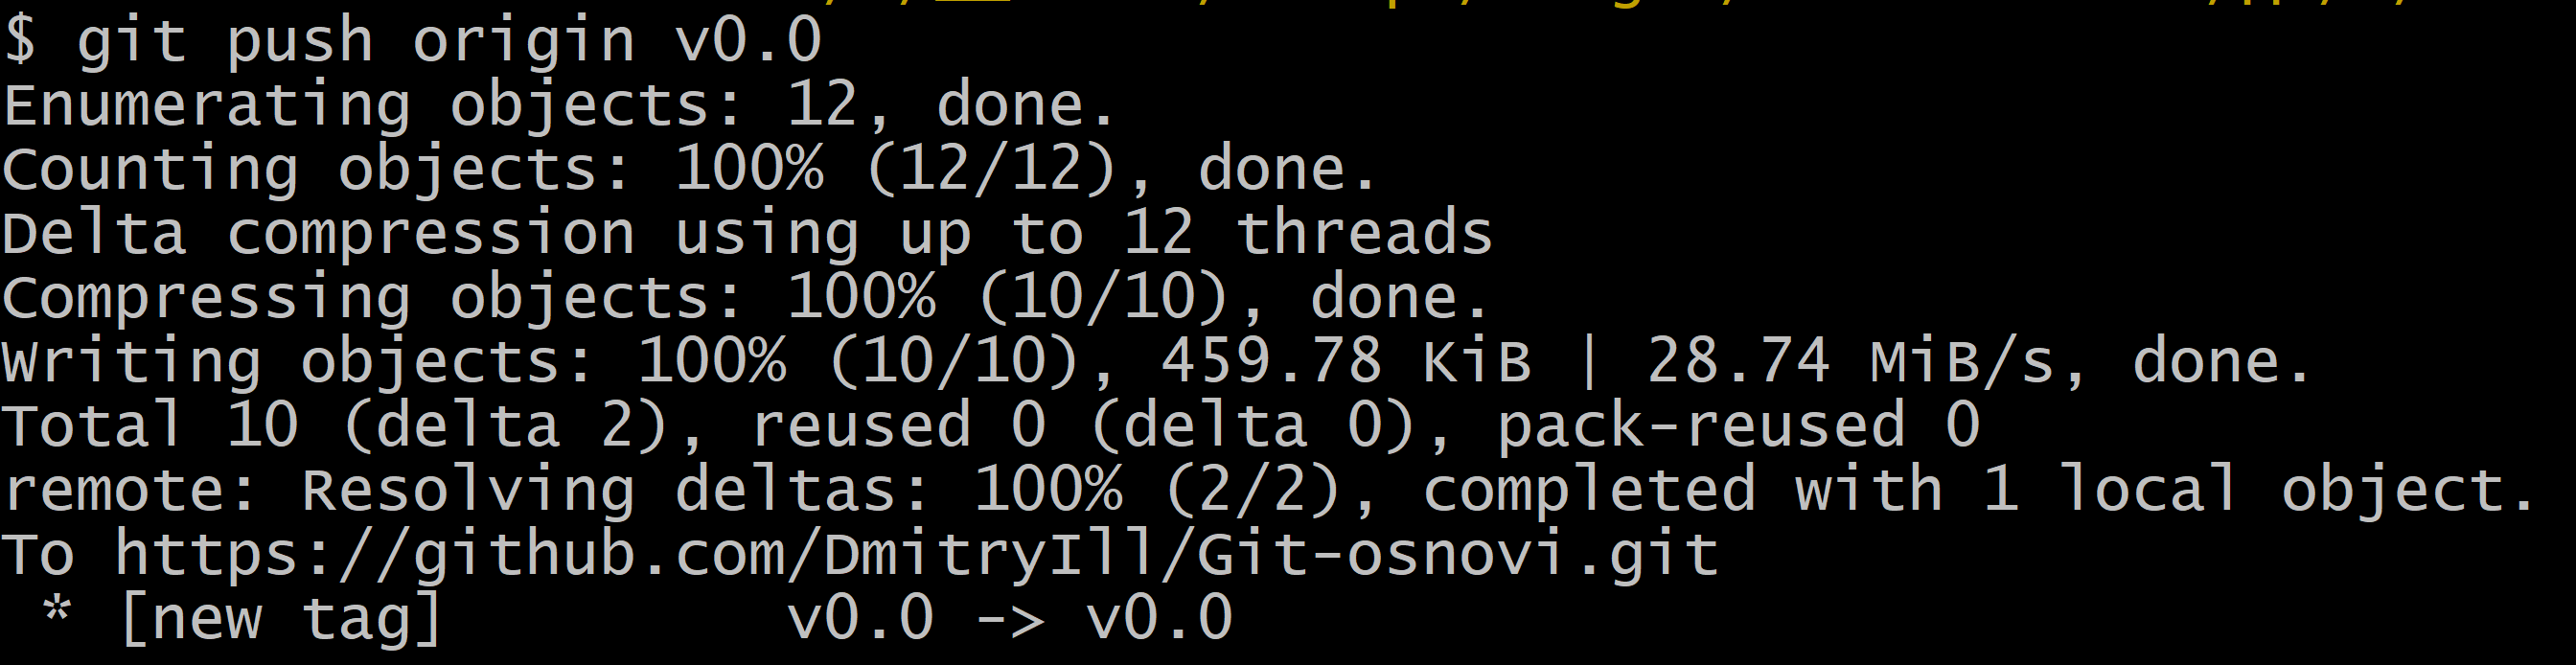 $ git push origin v0.0
Enumerating objects: 12, done.
Counting objects: 100% (12/12), done.
Delta compression using up to 12 threads
Compressing objects: 100% (10/10), done.
Writing objects: 100% (10/10), 459.78 KiB | 28.74 MiB/s, done.
Total 10 (delta 2), reused 0 (delta 0), pack-reused 0
remote: Resolving deltas: 100% (2/2), completed with 1 local object.
To https://github.com/DmitryIll/Git-osnovi.git
 * [new tag]         v0.0 -> v0.0